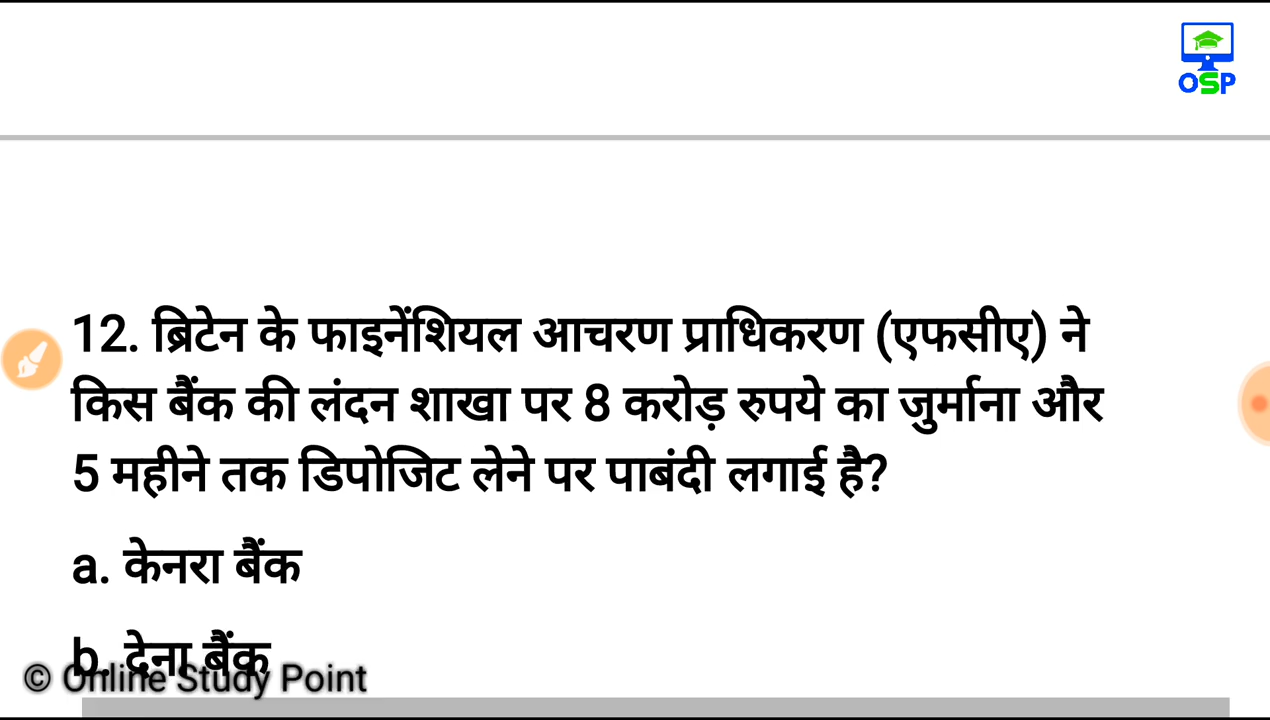 OSP
12. ब्रिटेन के फाइनेंशियल आचरण प्राधिकरण (एफसीए) ने
किस बैंक की लंदन शाखा पर 8 करोड़ रुपये का जुर्माना और
5 महीने तक डिपोजिट लेने पर पाबंदी लगाई है?
a. केनरा बैंक
b. देना बैंक
© Online Study Point